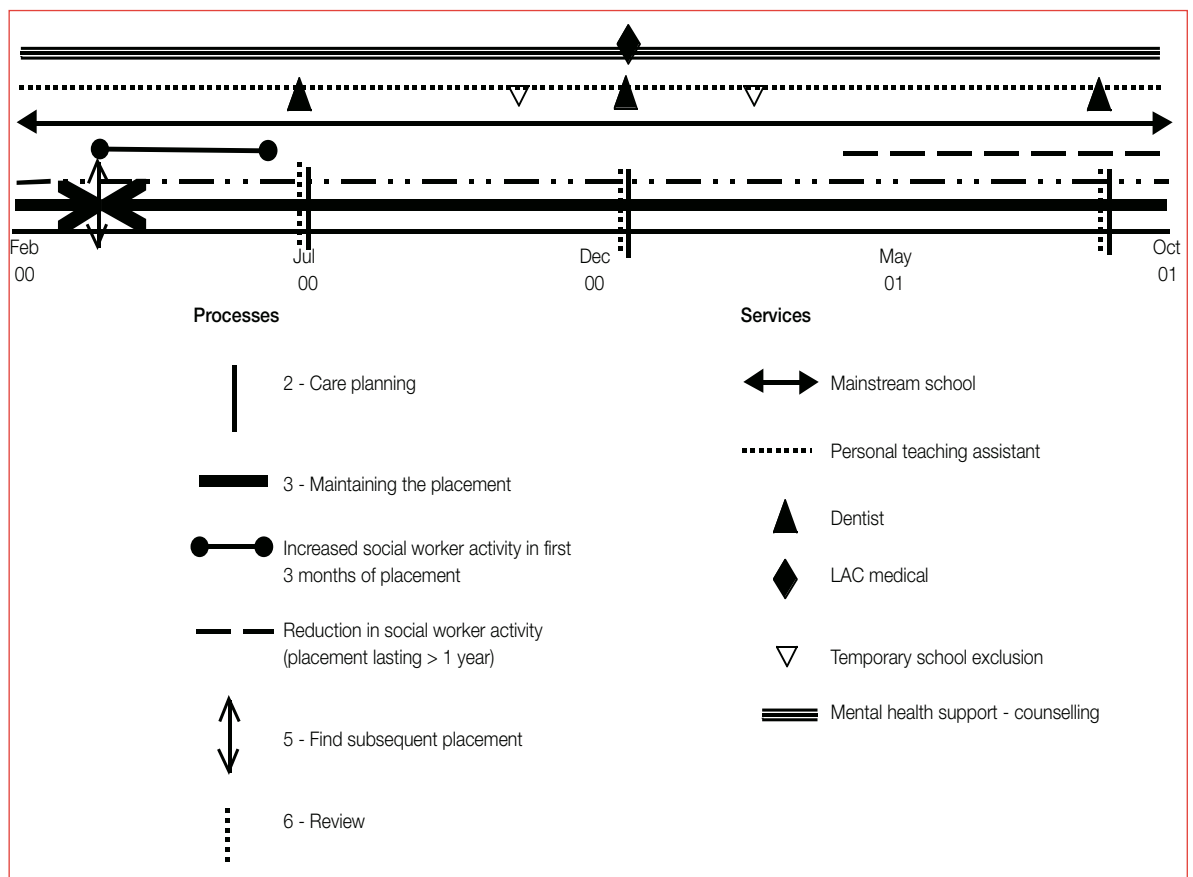 Feb
00
Jul
00
Dec
00
May
01
Oct
01
Processes
2 - Care planning
3 - Maintaining the placement
Increased social worker activity in first
3 months of placement
Reduction in social worker activity
(placement lasting > 1 year)
5 - Find subsequent placement
6 - Review
Services
Mainstream school
Personal teaching assistant
Dentist
LAC medical
Temporary school exclusion
Mental health support - counselling